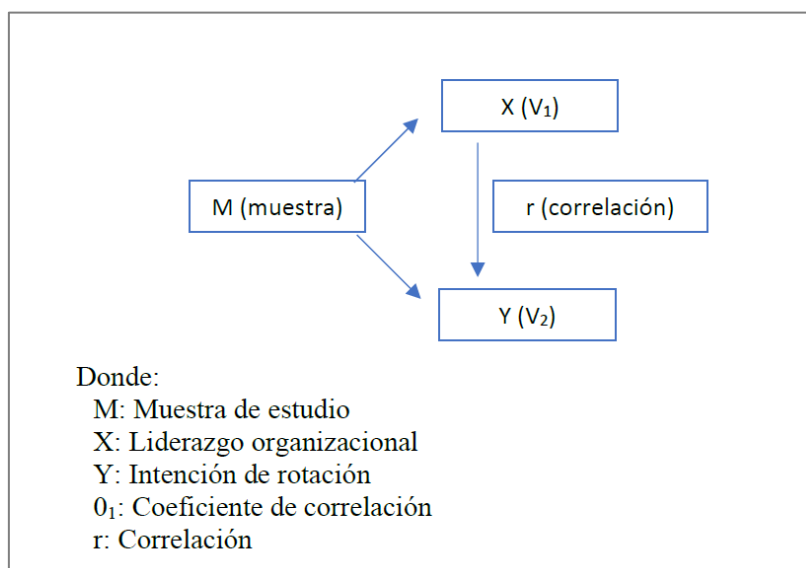 X (V₁)
M (muestra)
r (correlación)
Y (V₂)
Donde:
M: Muestra de estudio
X: Liderazgo organizacional
Y: Intención de rotación
0₁: Coeficiente de correlación
r: Correlación